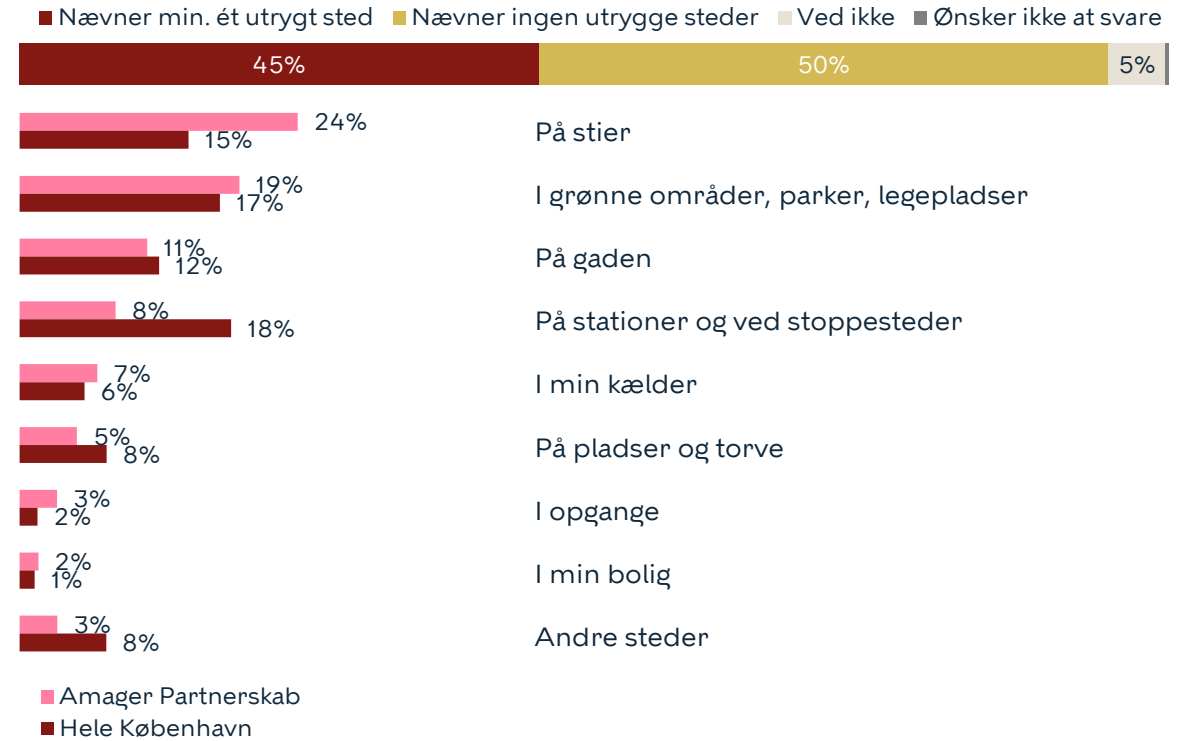 Nævner min. ét utrygt sted Nævner ingen utrygge steder Ved ikke Ønsker ikke at svare
45% 50% 5%
24%
15% På stier
19%
17% I grønne områder, parker, legepladser
11%
12% På gaden
8%
18% På stationer og ved stoppesteder
7%
6% I min kælder
5%
8% På pladser og torve
3%
2% I opgange
2%
1% I min bolig
3%
8% Andre steder
Amager Partnerskab
Hele København